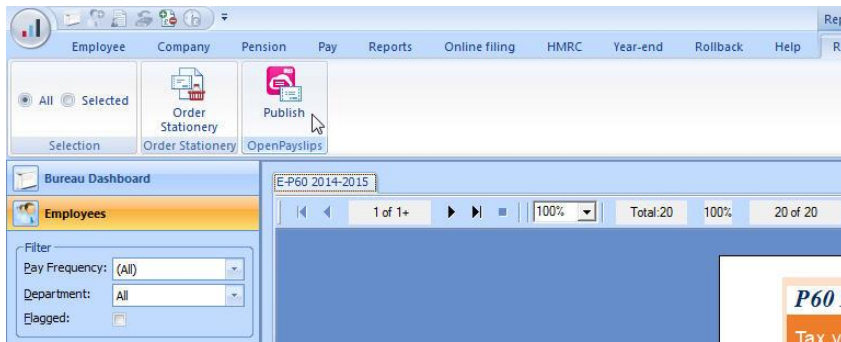 Rep
Employee Company Pension Pay Reports Online filing HMRC Year-end Rollback Help R
All Selected
Order
Stationery
Publish
Selection Order Stationery OpenPayslips
Bureau Dashboard
Employees
E-P60 2014-2015
1 of 1+ 100% Total:20 100% 20 of 20
Filter
Pay Frequency: (All)
Department: All
Flagged:
P60
Tax y